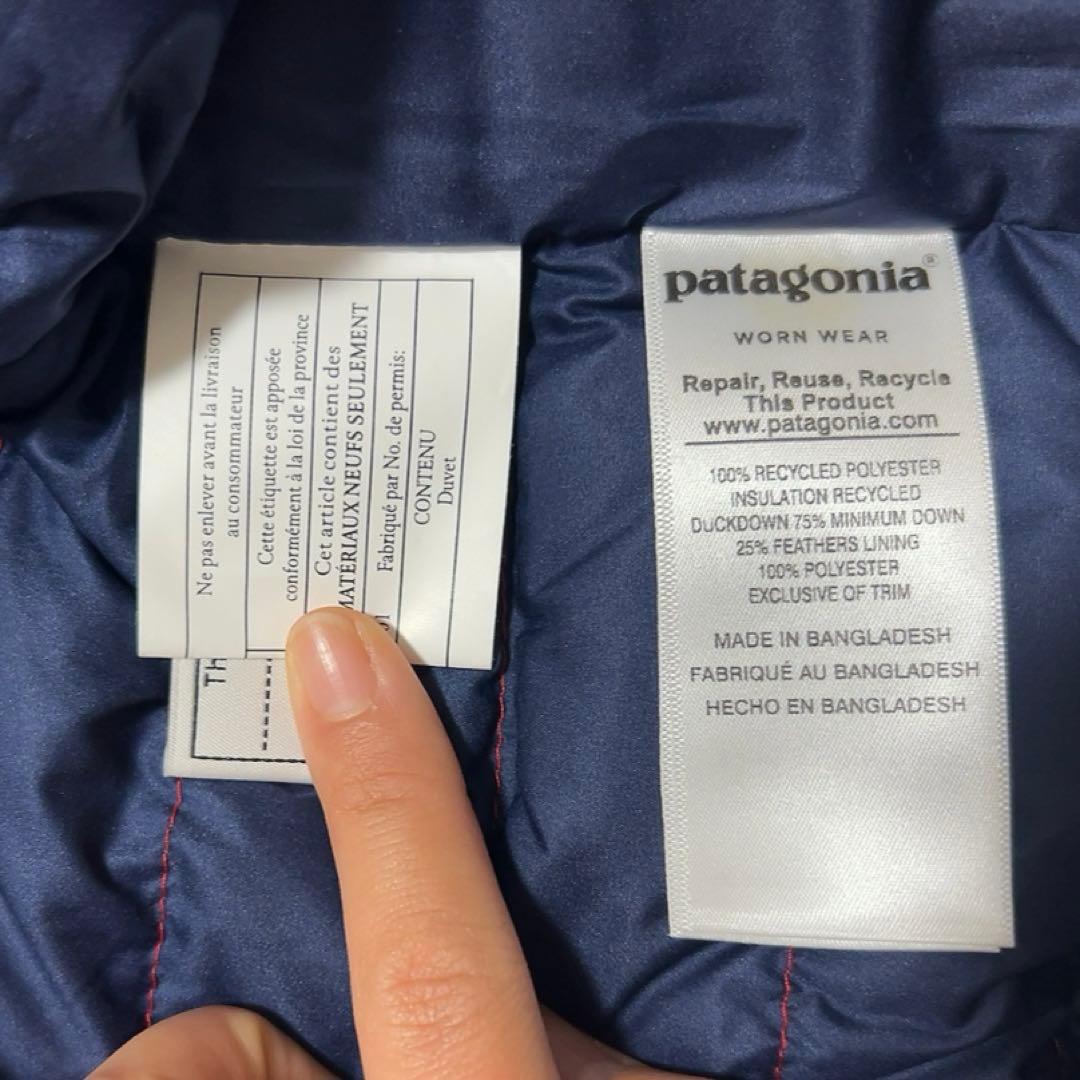 Ne pas enlever avant la livraison
au consommateur
Cette étiquette est apposée
conformément à la loi de la province
Cet article contient des
MATÉRIAUX NEUFS SEULEMENT
Fabriqué par No. de permis:
CONTENU
Duvet
TH
patagonia®
WORN WEAR
Repair, Reuse, Recycle
This Product
www.patagonia.com
100% RECYCLED POLYESTER
INSULATION RECYCLED
DUCKDOWN 75% MINIMUM DOWN
25% FEATHERS LINING
100% POLYESTER
EXCLUSIVE OF TRIM
MADE IN BANGLADESH
FABRIQUÉ AU BANGLADESH
HECHO EN BANGLADESH